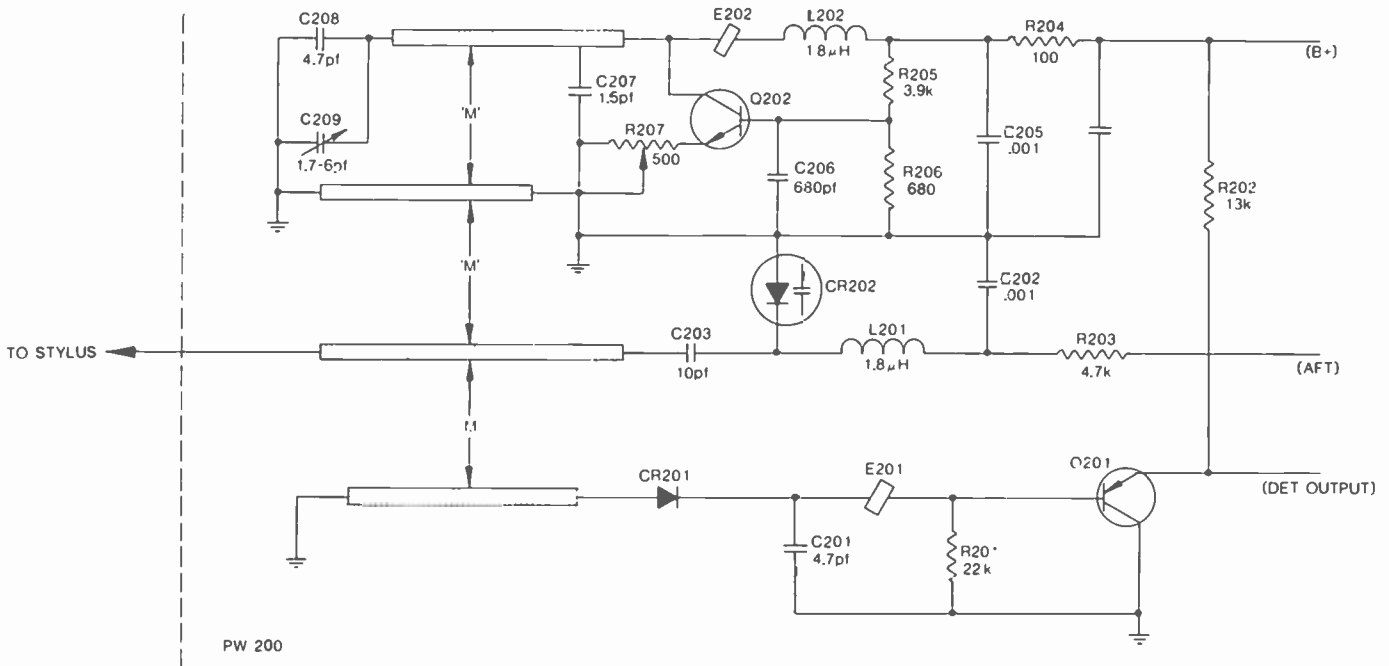 C208
4.7pf
C209
1.7-6pf
'M'
C207
1.5pf
R207
500
Q202
E202
L202
1.8µH
R204
100
(B+)
R205
3.9k
C205
.001
C206
680pf
R206
680
R202
13k
'M'
CR202
C202
.001
TO STYLUS
C203
10pf
L201
1.8µH
R203
4.7k
(AFT)
M
CR201
E201
Q201
(DET OUTPUT)
C201
4.7pf
R20
22k
PW 200